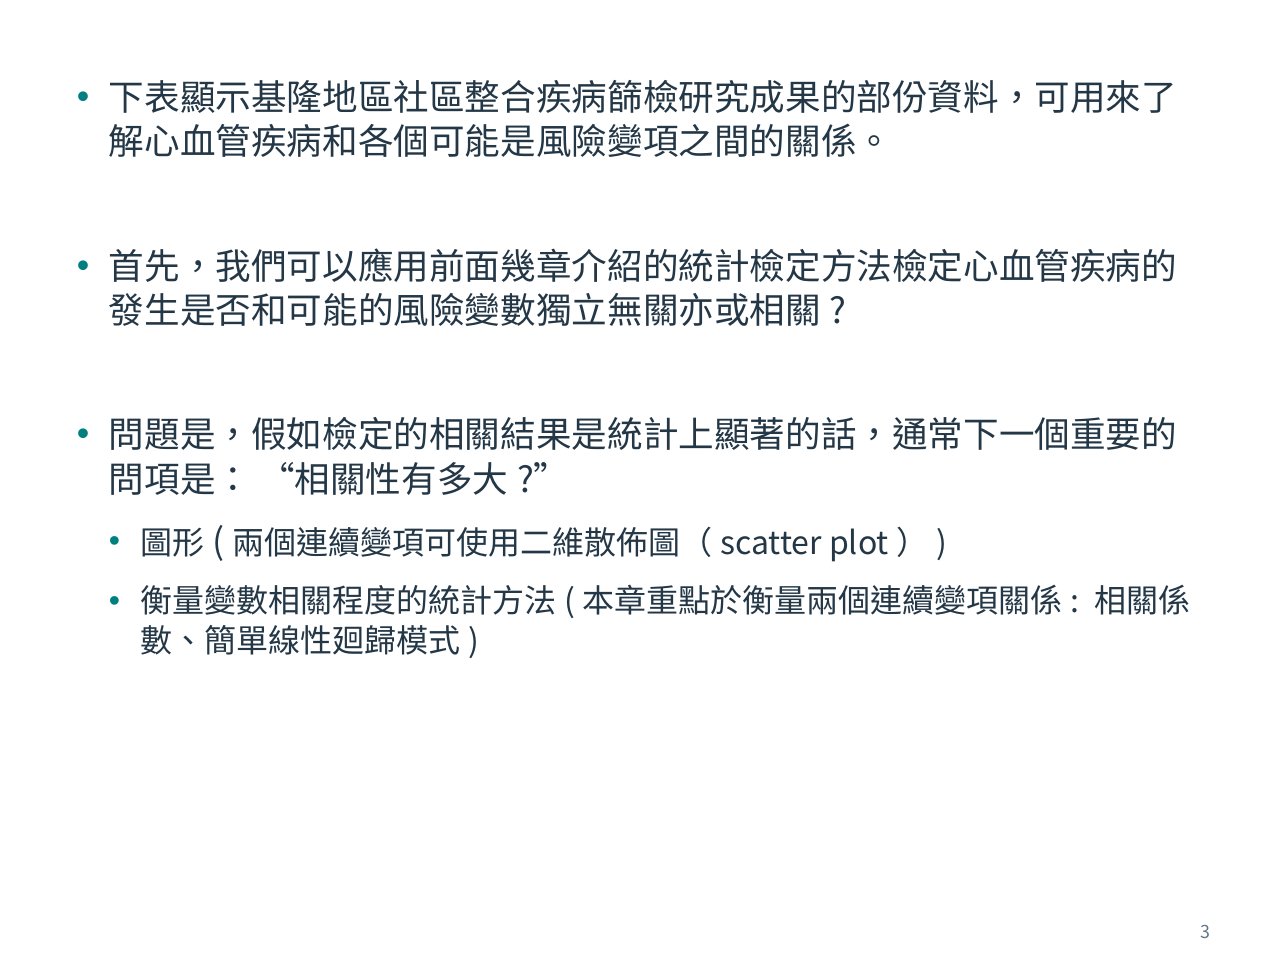 • 下表顯示基隆地區社區整合疾病篩檢研究成果的部份資料，可用來了
解心血管疾病和各個可能是風險變項之間的關係。
• 首先，我們可以應用前面幾章介紹的統計檢定方法檢定心血管疾病的
發生是否和可能的風險變數獨立無關亦或相關 ?
• 問題是，假如檢定的相關結果是統計上顯著的話，通常下一個重要的
問項是： “相關性有多大 ?”
• 圖形 ( 兩個連續變項可使用二維散佈圖（ scatter plot ） )
• 衡量變數相關程度的統計方法 ( 本章重點於衡量兩個連續變項關係 : 相關係
數、簡單線性廻歸模式 )
3